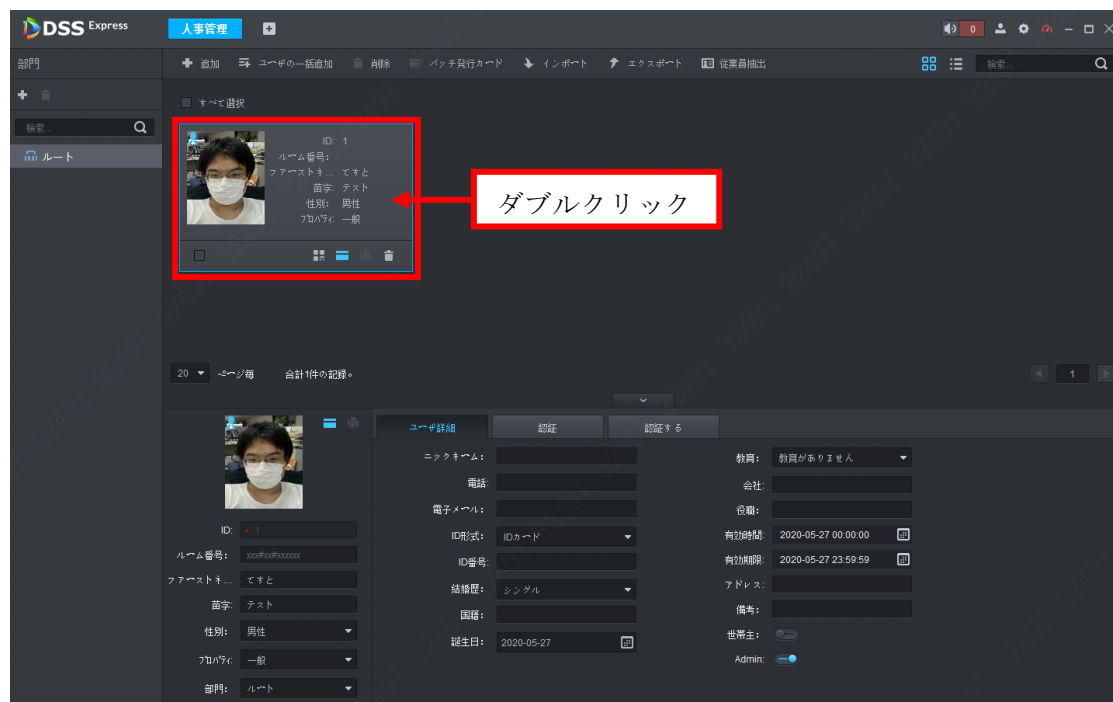 DSS Express
人事管理
0
部門
追加 ユーザの一括追加 削除 バッチ発行カード インポート エクスポート 従業員抽出
検索...
検索...
ルート
すべて選択
ID: 1
ルーム番号:
ファーストネ... てすと
苗字: テスト
性別: 男性
プロパティ: 一般
ダブルクリック
20 ページ毎 合計1件の記録。
1
ID: * 1
ルーム番号: xxx#xx#xxxxxx
ファーストネ... てすと
苗字: テスト
性別: 男性
プロパティ: 一般
部門: ルート
ユーザ詳細 認証 認証する
ニックネーム:
電話:
電子メール:
ID形式: IDカード
ID番号:
結婚歴: シングル
国籍:
誕生日: 2020-05-27
教育: 教育がありません
会社:
役職:
有効時間: 2020-05-27 00:00:00
有効期限: 2020-05-27 23:59:59
アドレス:
備考:
世帯主:
Admin: